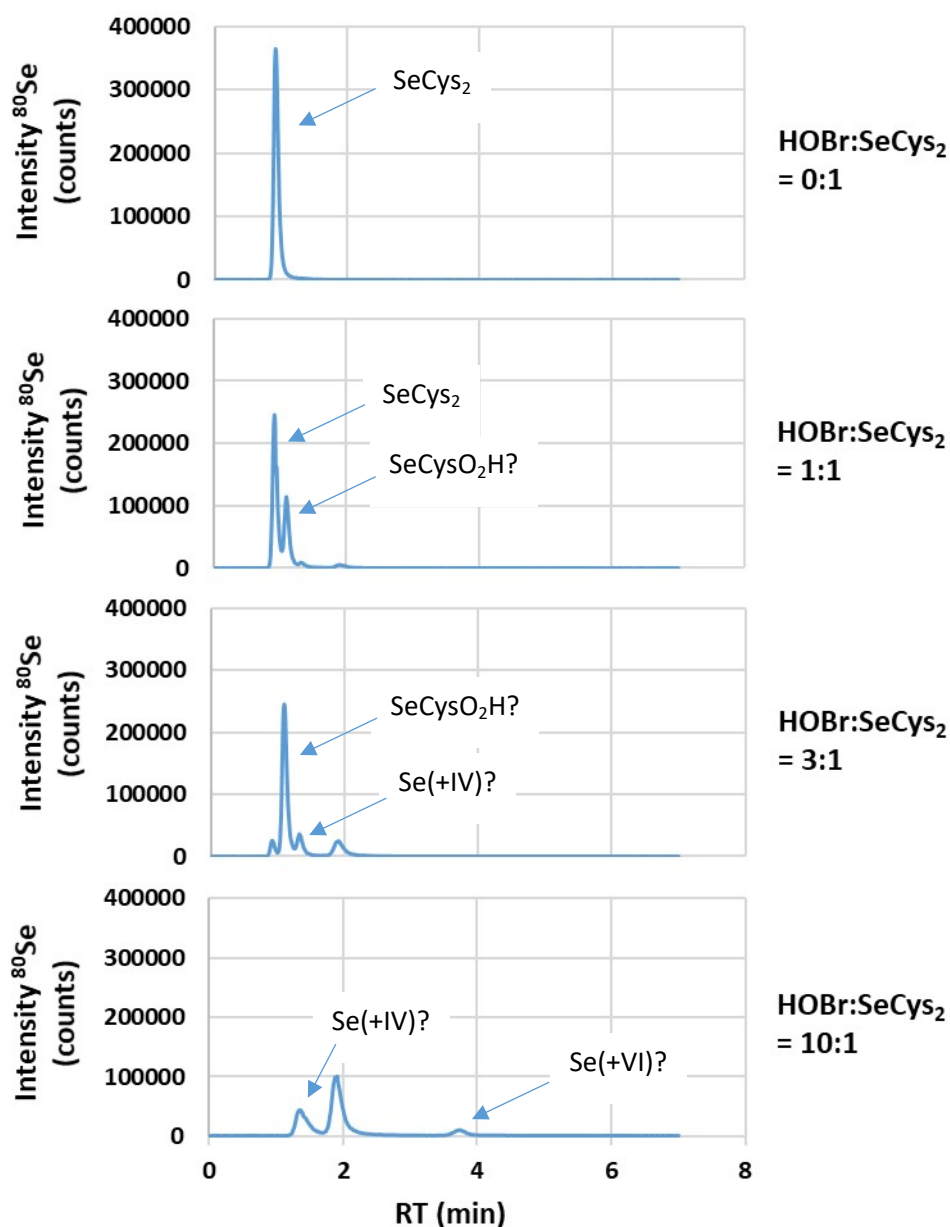 Intensity ⁸⁰Se
(counts)
400000
300000
200000
100000
0
SeCys₂
HOBr:SeCys₂
= 0:1
Intensity ⁸⁰Se
(counts)
400000
300000
200000
100000
0
SeCys₂
SeCysO₂H?
HOBr:SeCys₂
= 1:1
Intensity ⁸⁰Se
(counts)
400000
300000
200000
100000
0
SeCysO₂H?
Se(+IV)?
HOBr:SeCys₂
= 3:1
Intensity ⁸⁰Se
(counts)
400000
300000
200000
100000
0
Se(+IV)?
Se(+VI)?
HOBr:SeCys₂
= 10:1
0 2 4 6 8
RT (min)